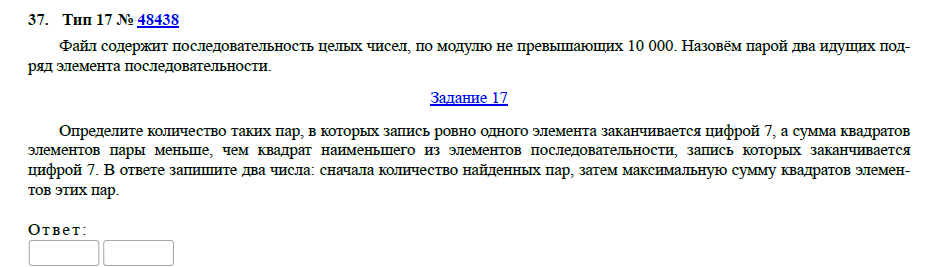 37. Тип 17 № 48438
Файл содержит последовательность целых чисел, по модулю не превышающих 10 000. Назовём парой два идущих под-
ряд элемента последовательности.
Задание 17
Определите количество таких пар, в которых запись ровно одного элемента заканчивается цифрой 7, а сумма квадратов
элементов пары меньше, чем квадрат наименьшего из элементов последовательности, запись которых заканчивается
цифрой 7. В ответе запишите два числа: сначала количество найденных пар, затем максимальную сумму квадратов элемен-
тов этих пар.
Ответ: